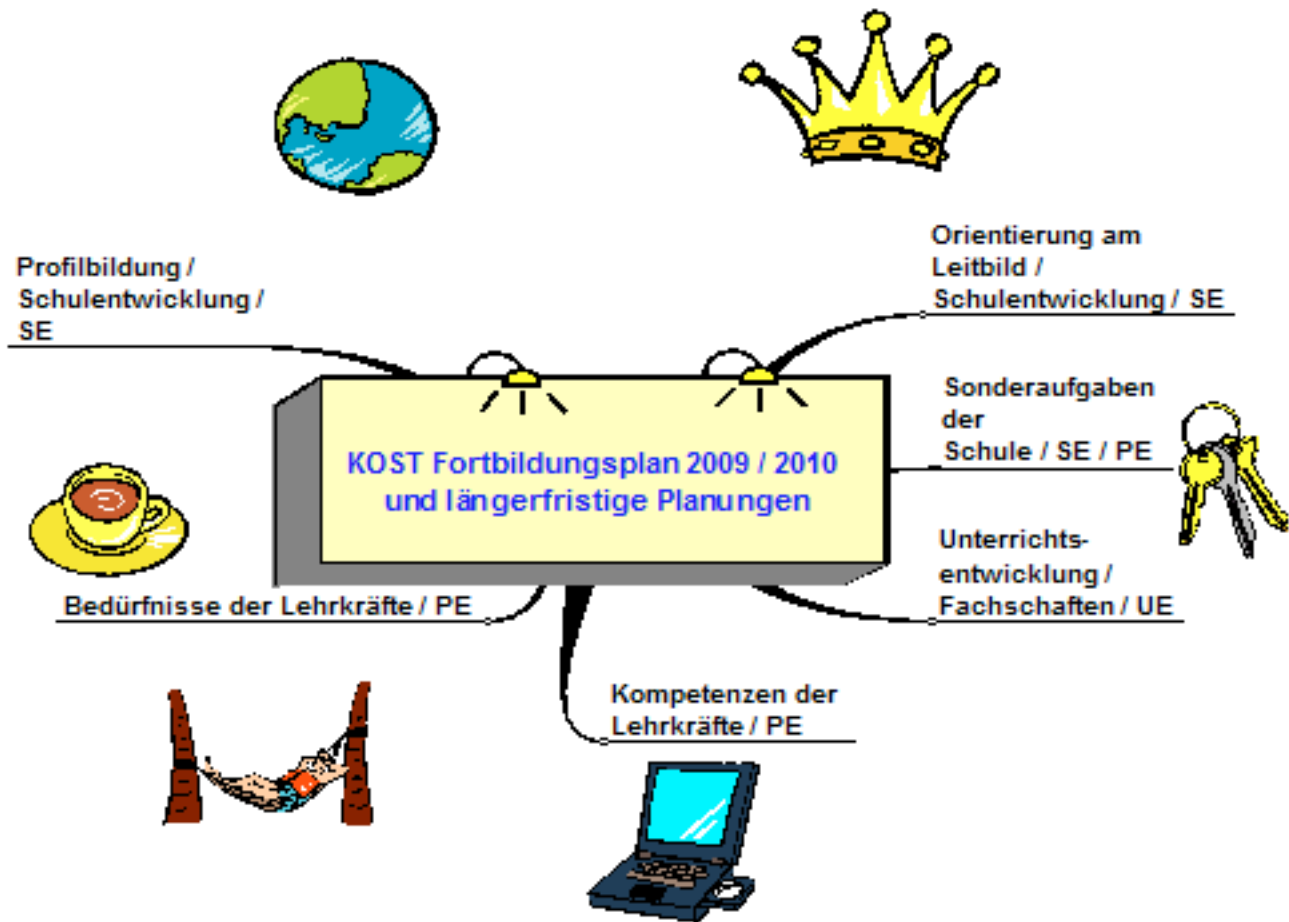 Orientierung am
Leitbild /
Schulentwicklung / SE
Profilbildung /
Schulentwicklung /
SE
Sonderaufgaben
der
Schule / SE / PE
KOST Fortbildungsplan 2009 / 2010
und längerfristige Planungen
Unterrichts-
entwicklung /
Fachschaften / UE
Bedürfnisse der Lehrkräfte / PE
Kompetenzen der
Lehrkräfte / PE